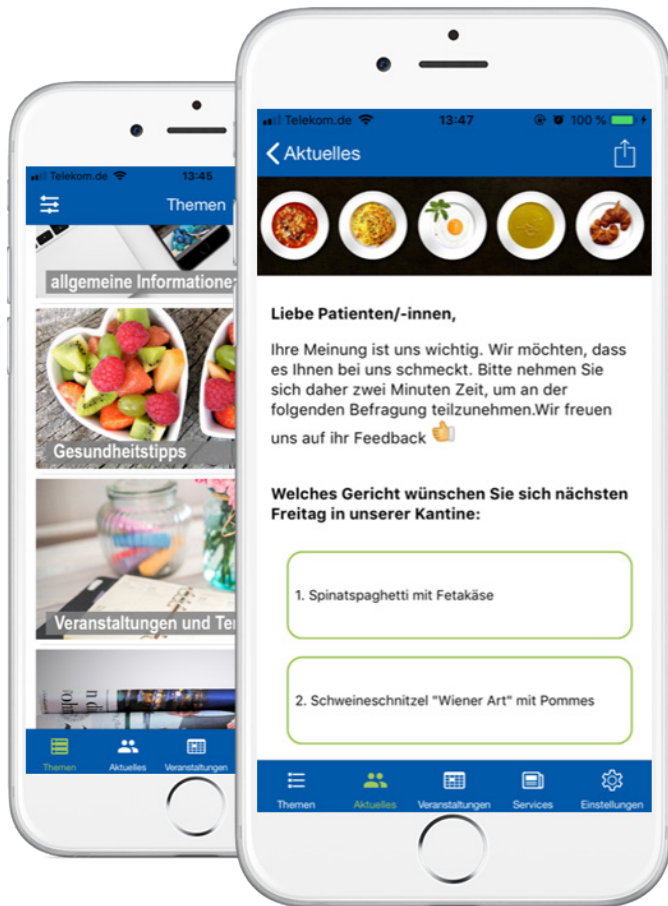 Telekom.de 13:45
Themen
allgemeine Informatione
Gesundheitstipps
Veranstaltungen und Te
Themen Aktuelles Veranstaltungen
Telekom.de 13:47 100 %
Aktuelles
Liebe Patienten/-innen,
Ihre Meinung ist uns wichtig. Wir möchten, dass
es Ihnen bei uns schmeckt. Bitte nehmen Sie
sich daher zwei Minuten Zeit, um an der
folgenden Befragung teilzunehmen.Wir freuen
uns auf ihr Feedback 👍
Welches Gericht wünschen Sie sich nächsten
Freitag in unserer Kantine:
1. Spinatspaghetti mit Fetakäse
2. Schweineschnitzel "Wiener Art" mit Pommes
Themen Aktuelles Veranstaltungen Services Einstellungen